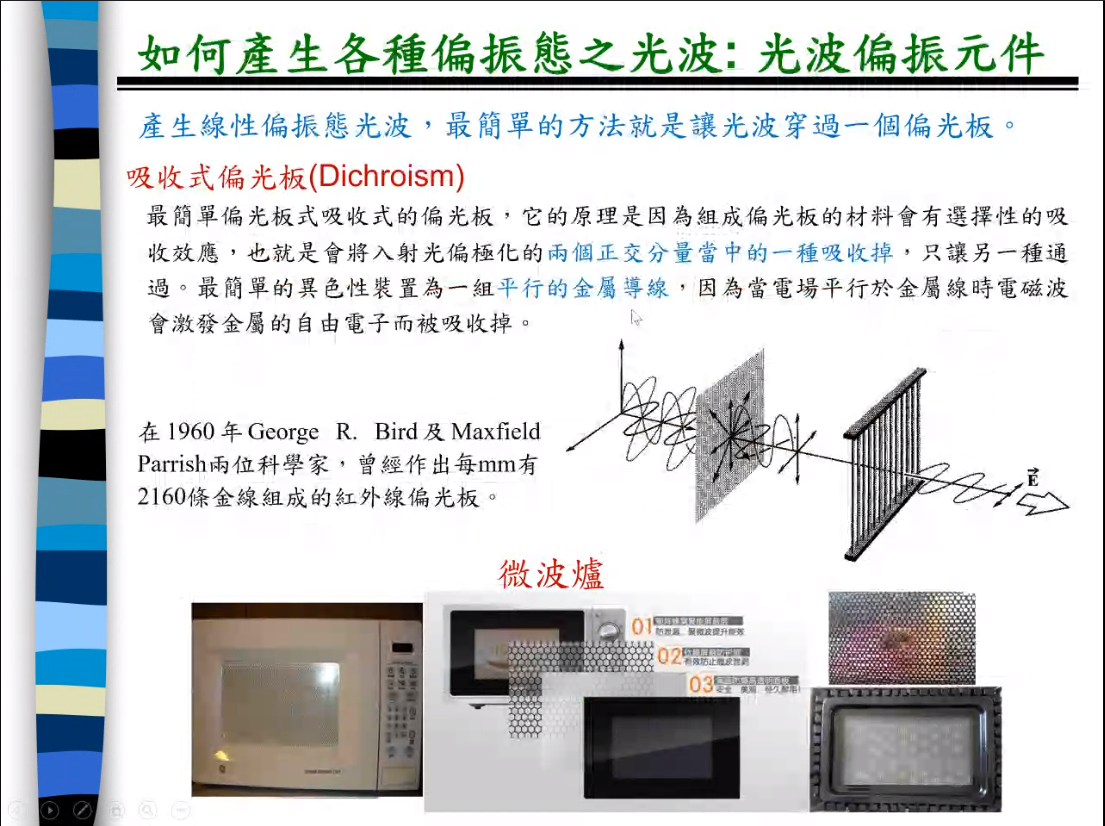 如何產生各種偏振態之光波: 光波偏振元件
產生線性偏振態光波，最簡單的方法就是讓光波穿過一個偏光板。
吸收式偏光板(Dichroism)
最簡單偏光板式吸收式的偏光板，它的原理是因為組成偏光板的材料會有選擇性的吸
收效應，也就是會將入射光偏極化的兩個正交分量當中的一種吸收掉，只讓另一種通
過。最簡單的異色性裝置為一組平行的金屬導線，因為當電場平行於金屬線時電磁波
會激發金屬的自由電子而被吸收掉。
在 1960 年 George R. Bird 及 Maxfield
Parrish兩位科學家，曾經作出每mm有
2160條金線組成的紅外線偏光板。
E
微波爐
01
02
03